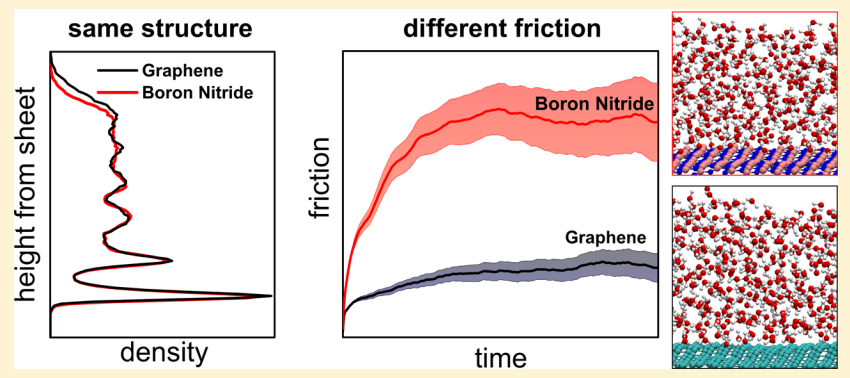 same structure
Graphene
Boron Nitride
height from sheet
density
different friction
Boron Nitride
Graphene
friction
time